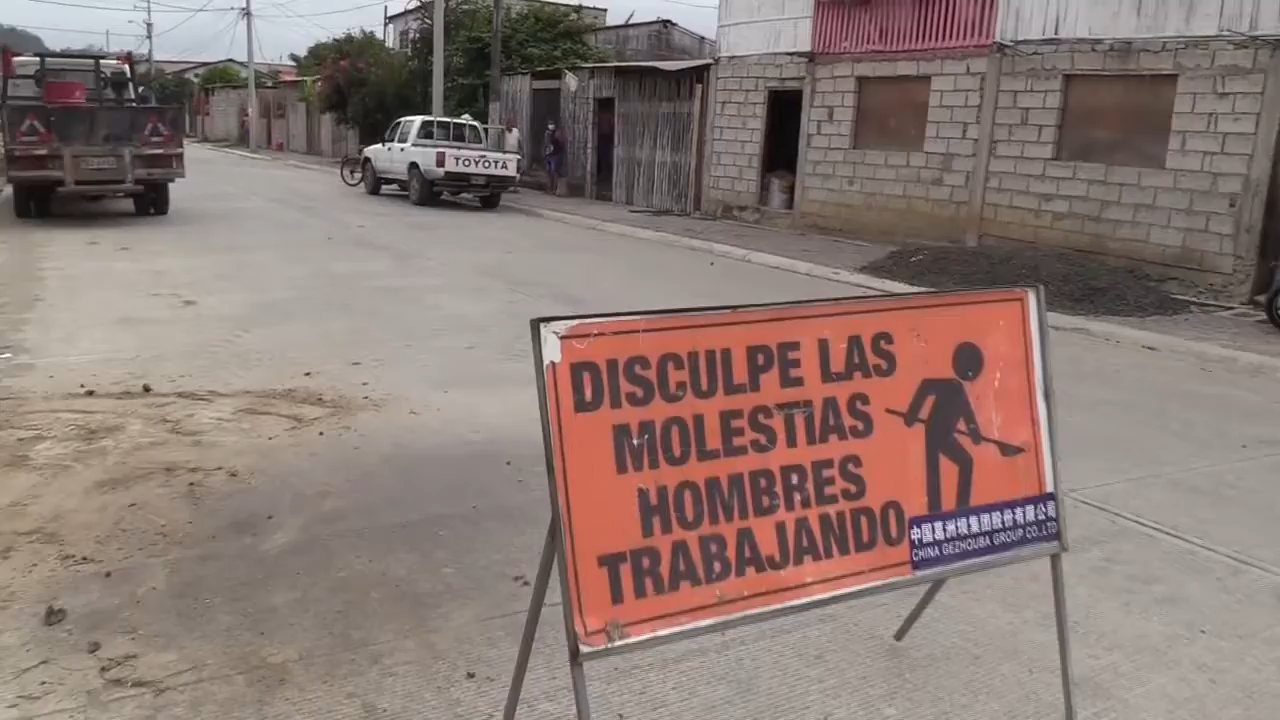 TOYOTA
DISCULPE LAS
MOLESTIAS
HOMBRES
TRABAJANDO
中国葛洲坝集团股份有限公司
CHINA GEZHOUBA GROUP CO.,LTD